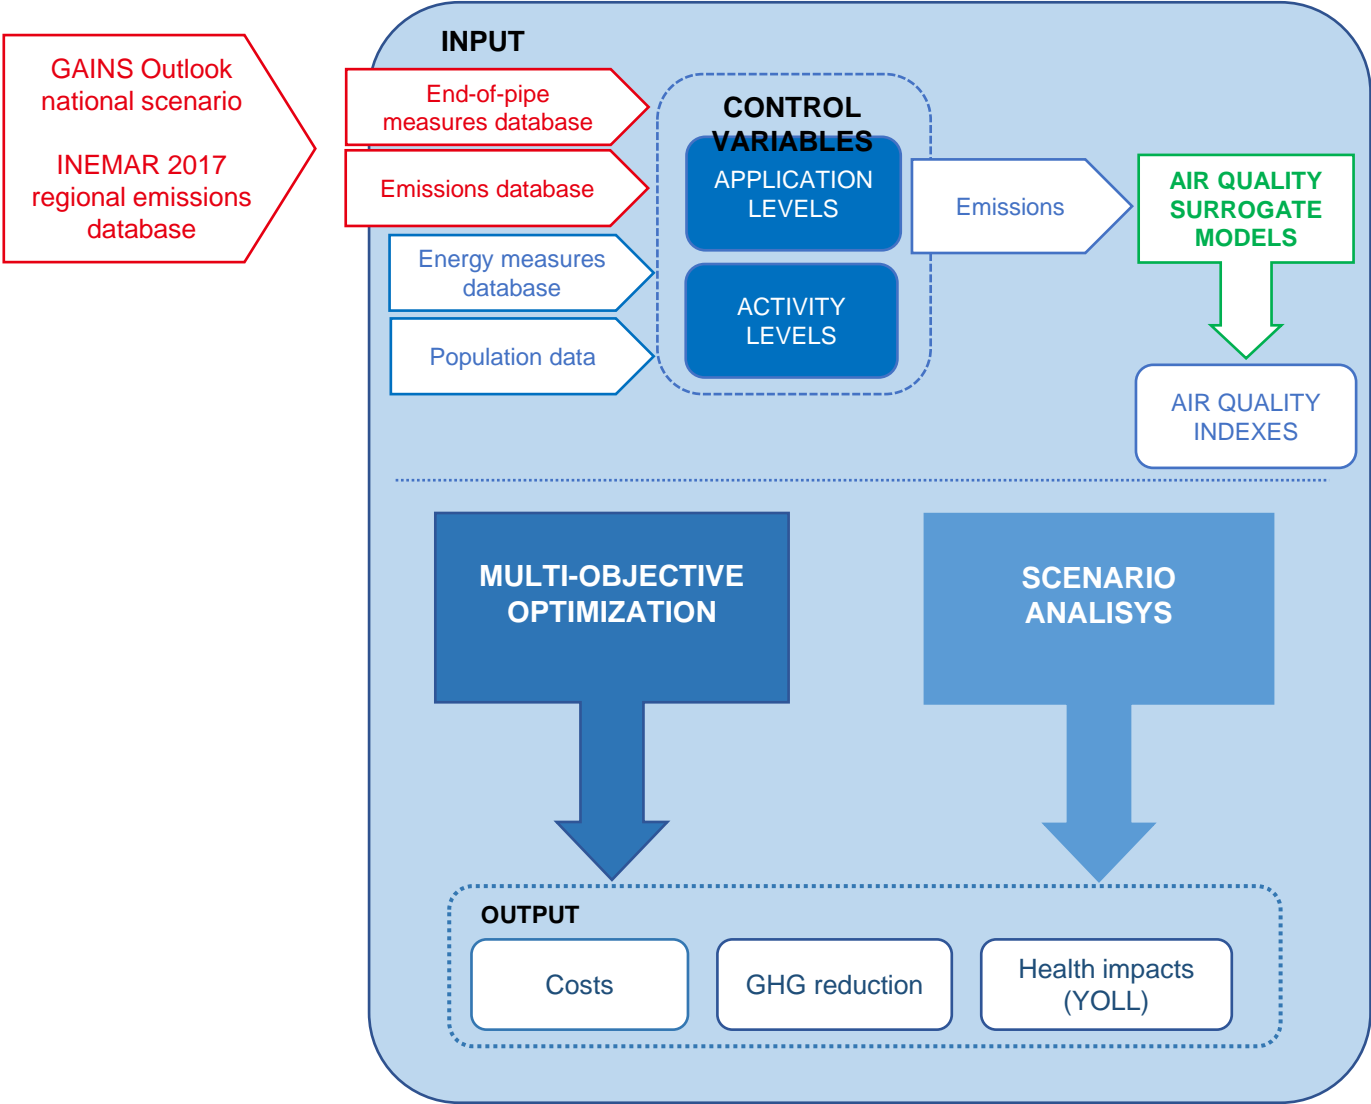 GAINS Outlook
national scenario
INEMAR 2017
regional emissions
database
INPUT
End-of-pipe
measures database
Emissions database
Energy measures
database
Population data
CONTROL
VARIABLES
APPLICATION
LEVELS
ACTIVITY
LEVELS
Emissions
AIR QUALITY
SURROGATE
MODELS
AIR QUALITY
INDEXES
MULTI-OBJECTIVE
OPTIMIZATION
SCENARIO
ANALISYS
OUTPUT
Costs
GHG reduction
Health impacts
(YOLL)